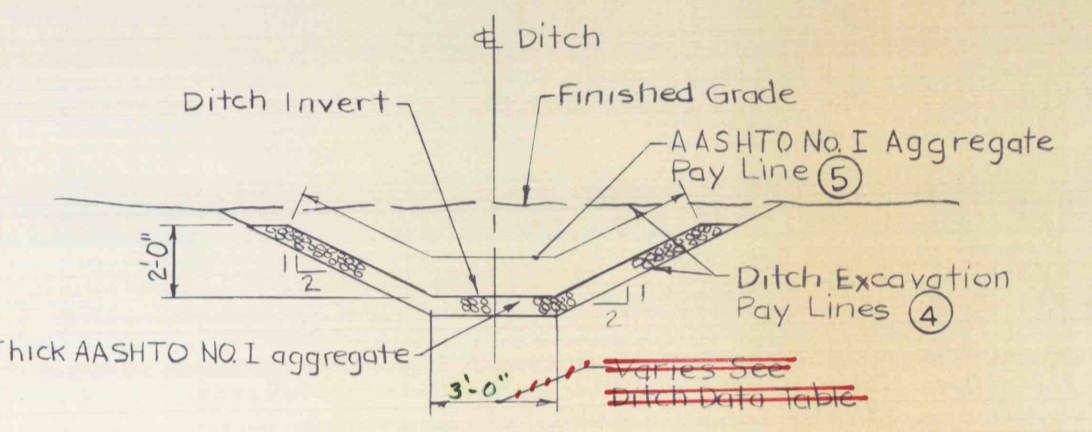 ℄ Ditch
Ditch Invert
Finished Grade
AASHTO No. I Aggregate
Pay Line ⑤
2'-0"
1
2
1
2
Ditch Excavation
Pay Lines ④
Thick AASHTO NO. I aggregate
3'-0"
Varies See
Ditch Data Table